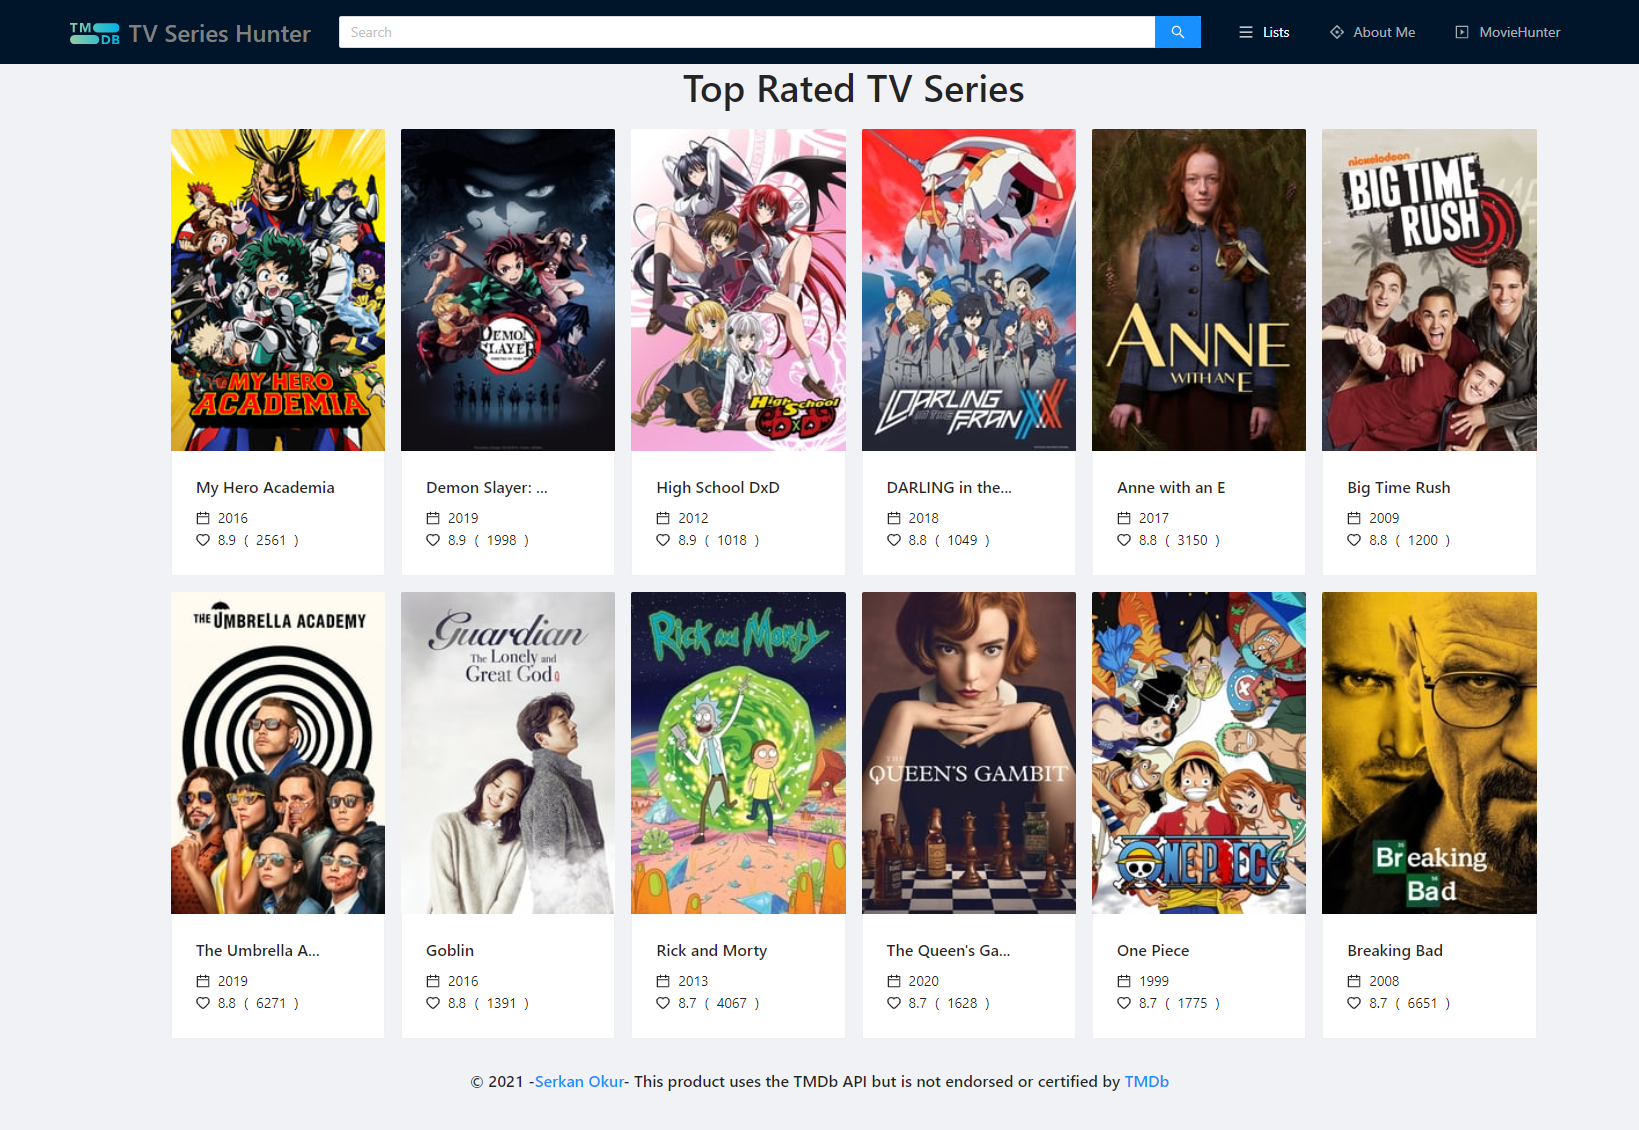 TM
DB
TV Series Hunter
Search
Lists
About Me
MovieHunter
Top Rated TV Series
MY HERO
ACADEMIA
My Hero Academia
2016
8.9 ( 2561 )
DEMON
SLAYER
Demon Slayer: ...
2019
8.9 ( 1998 )
High School
DxD
High School DxD
2012
8.9 ( 1018 )
DARLING
in the
FRANXX
DARLING in the...
2018
8.8 ( 1049 )
ANNE
WITH AN E
Anne with an E
2017
8.8 ( 3150 )
nickelodeon
BIG TIME
RUSH
Big Time Rush
2009
8.8 ( 1200 )
THE UMBRELLA ACADEMY
The Umbrella A...
2019
8.8 ( 6271 )
Guardian
The Lonely and
Great God
Goblin
2016
8.8 ( 1391 )
Rick and Morty
Rick and Morty
2013
8.7 ( 4067 )
THE
QUEEN'S GAMBIT
The Queen's Ga...
2020
8.7 ( 1628 )
ONE PIECE
One Piece
1999
8.7 ( 1775 )
Breaking
Bad
Breaking Bad
2008
8.7 ( 6651 )
© 2021 -Serkan Okur- This product uses the TMDb API but is not endorsed or certified by TMDb